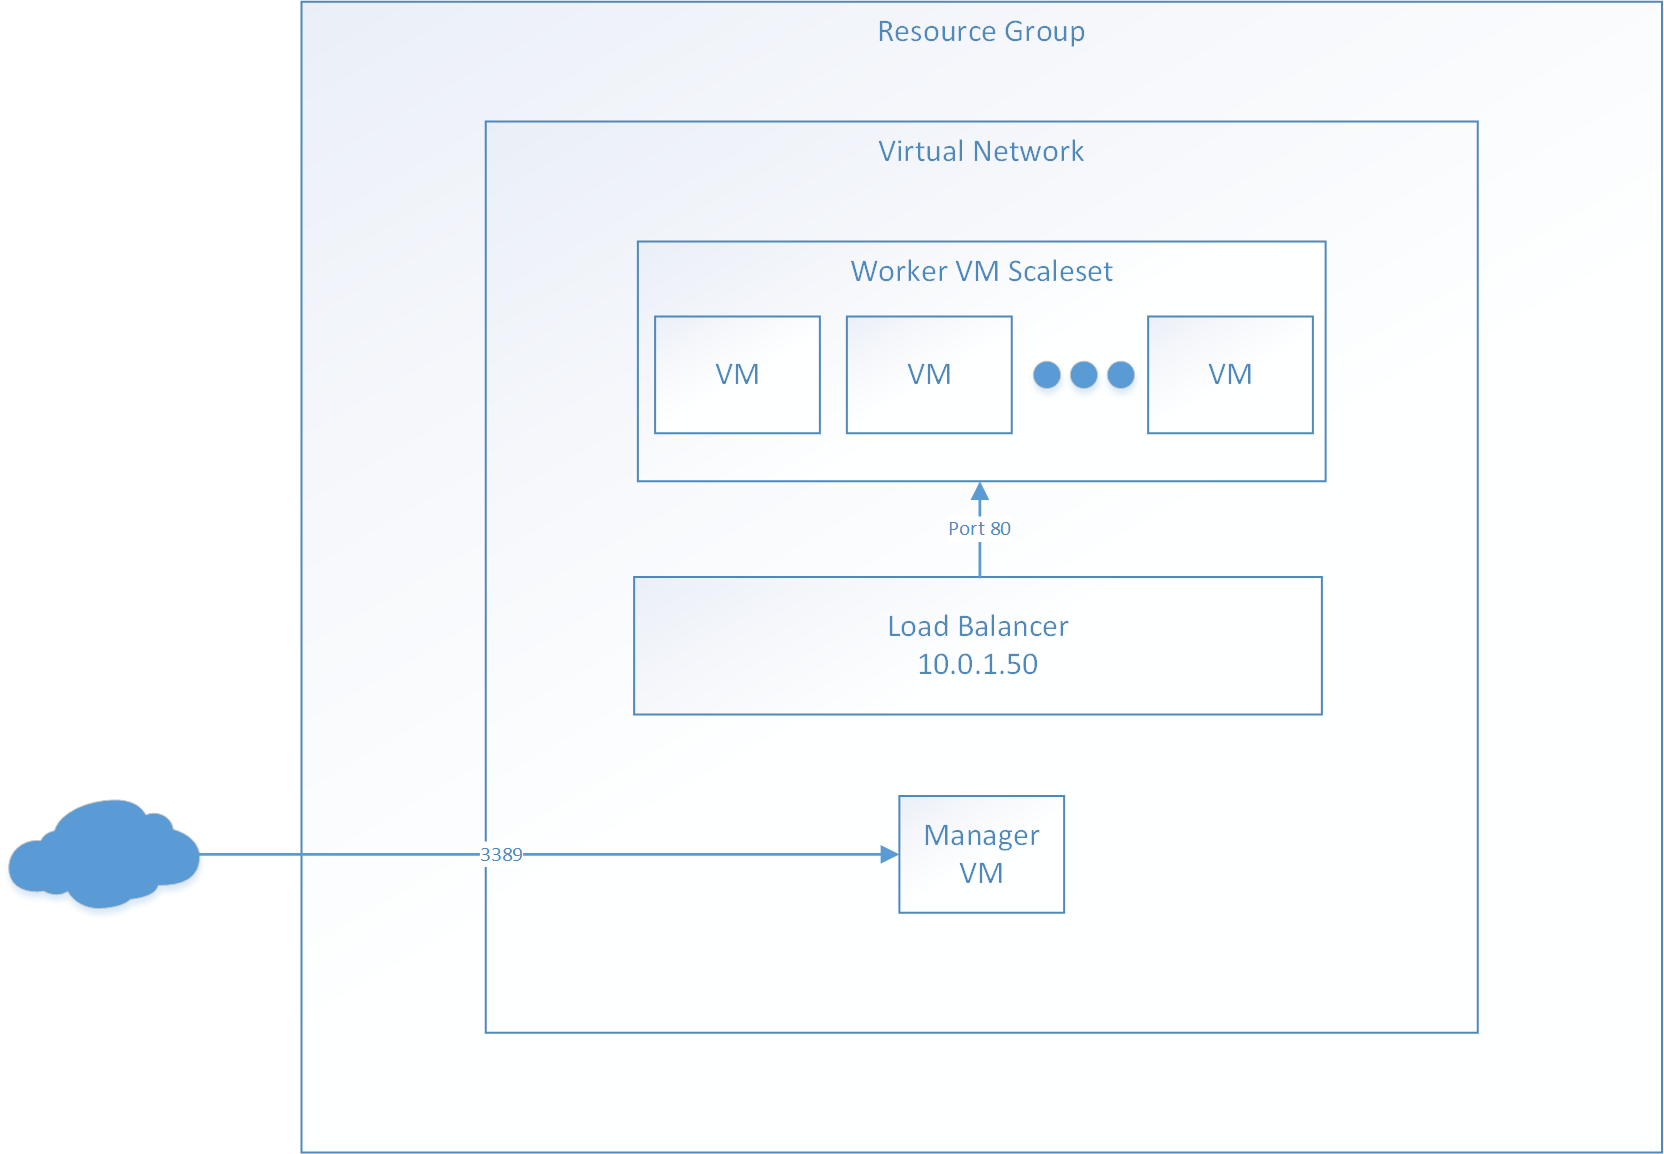 Resource Group
Virtual Network
Worker VM Scaleset
VM
VM
VM
Port 80
Load Balancer
10.0.1.50
3389
Manager
VM